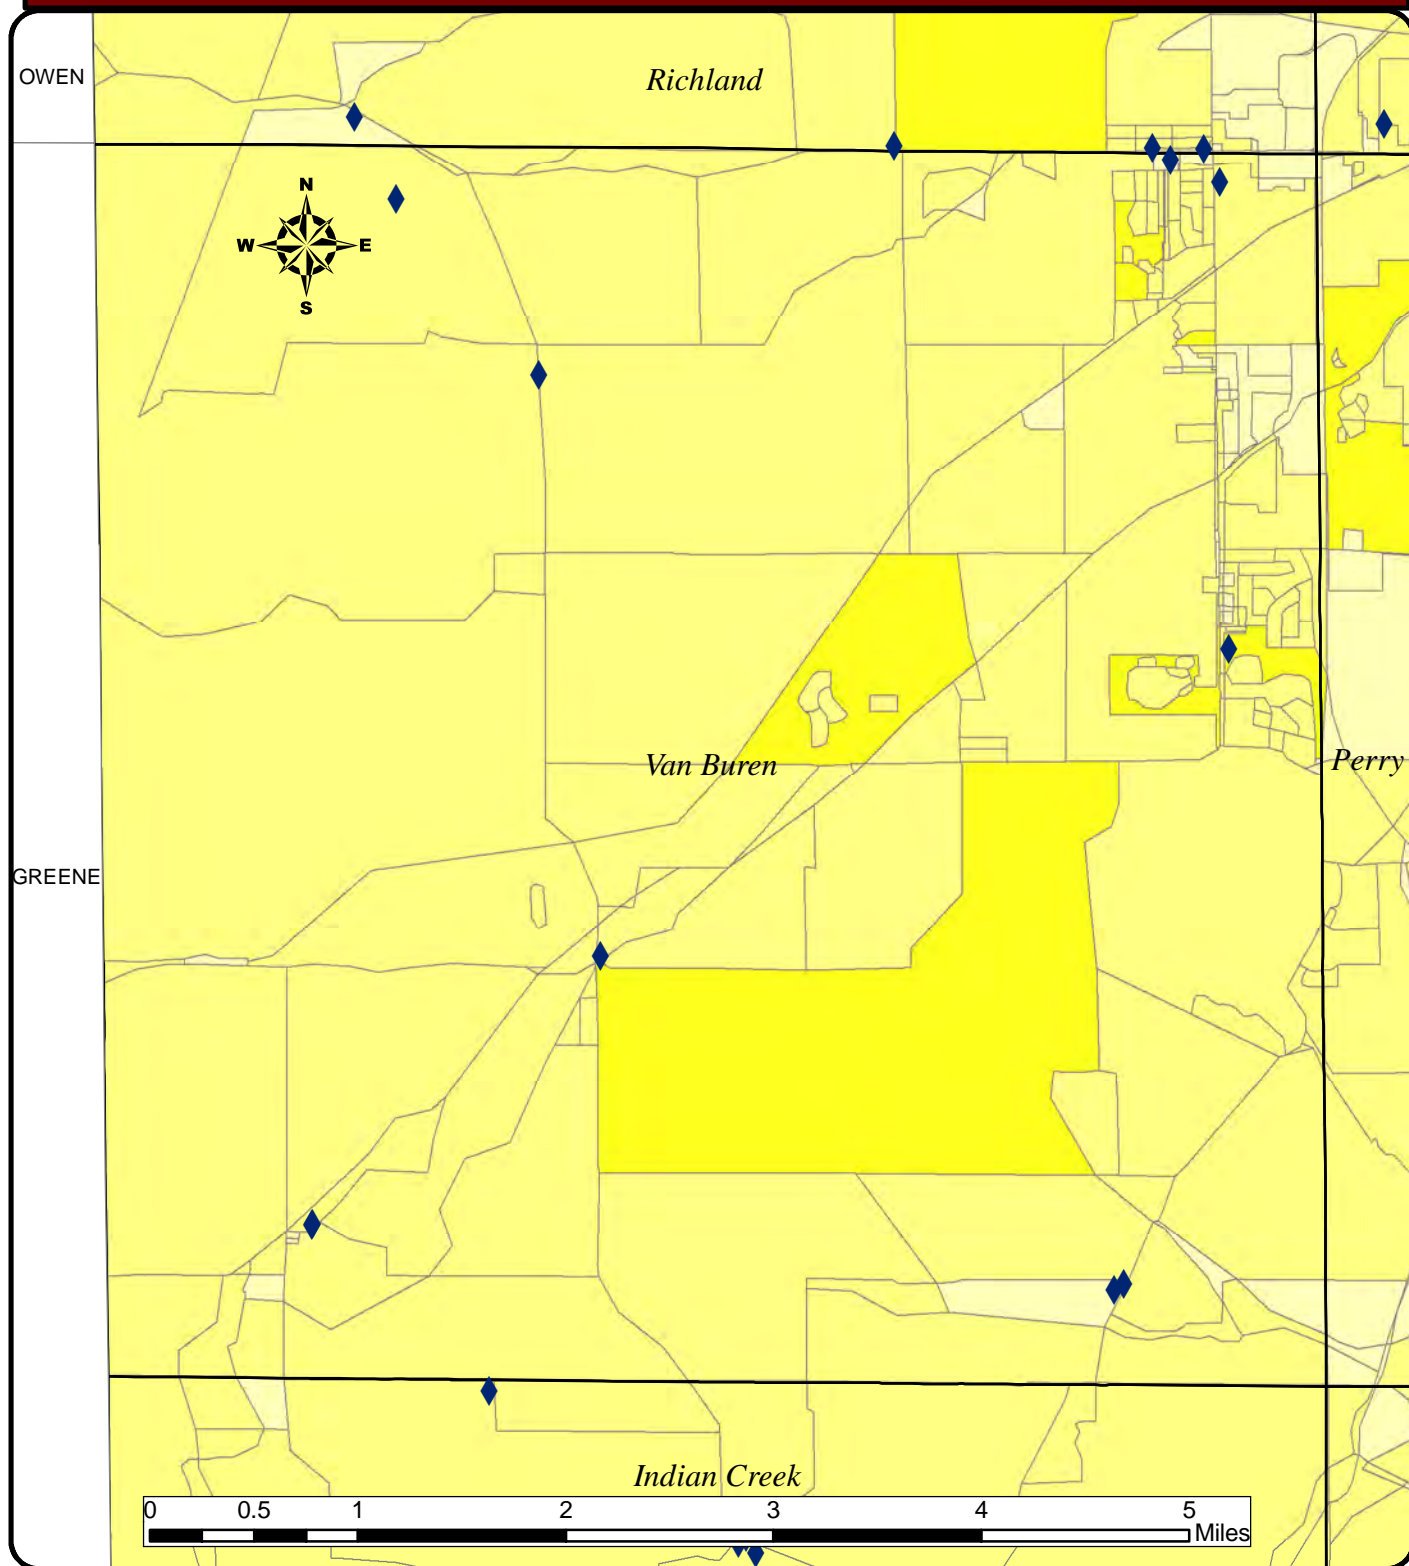 OWEN
Richland
N
W E
S
Van Buren
Perry
GREENE
Indian Creek
0 0.5 1 2 3 4 5
Miles